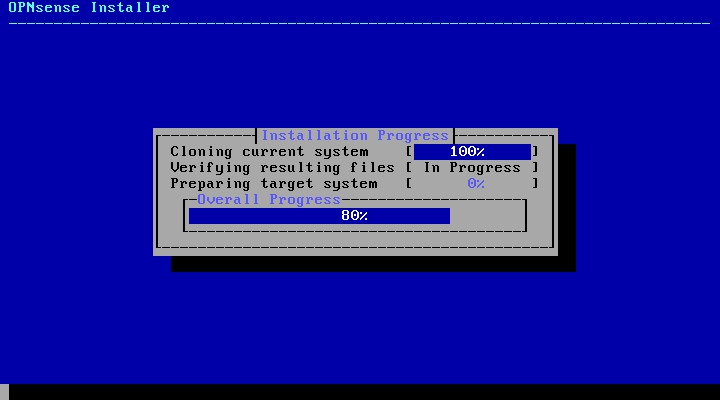 OPNsense Installer
Installation Progress
Cloning current system [ 100% ]
Verifying resulting files [ In Progress ]
Preparing target system [ 0% ]
Overall Progress
80%